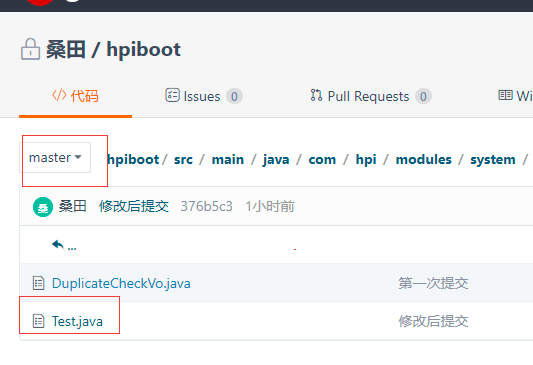 桑田 / hpiboot
代码 Issues 0 Pull Requests 0 Wi
master hpiboot / src / main / java / com / hpi / modules / system /
桑 桑田 修改后提交 376b5c3 1小时前
...
DuplicateCheckVo.java 第一次提交
Test.java 修改后提交